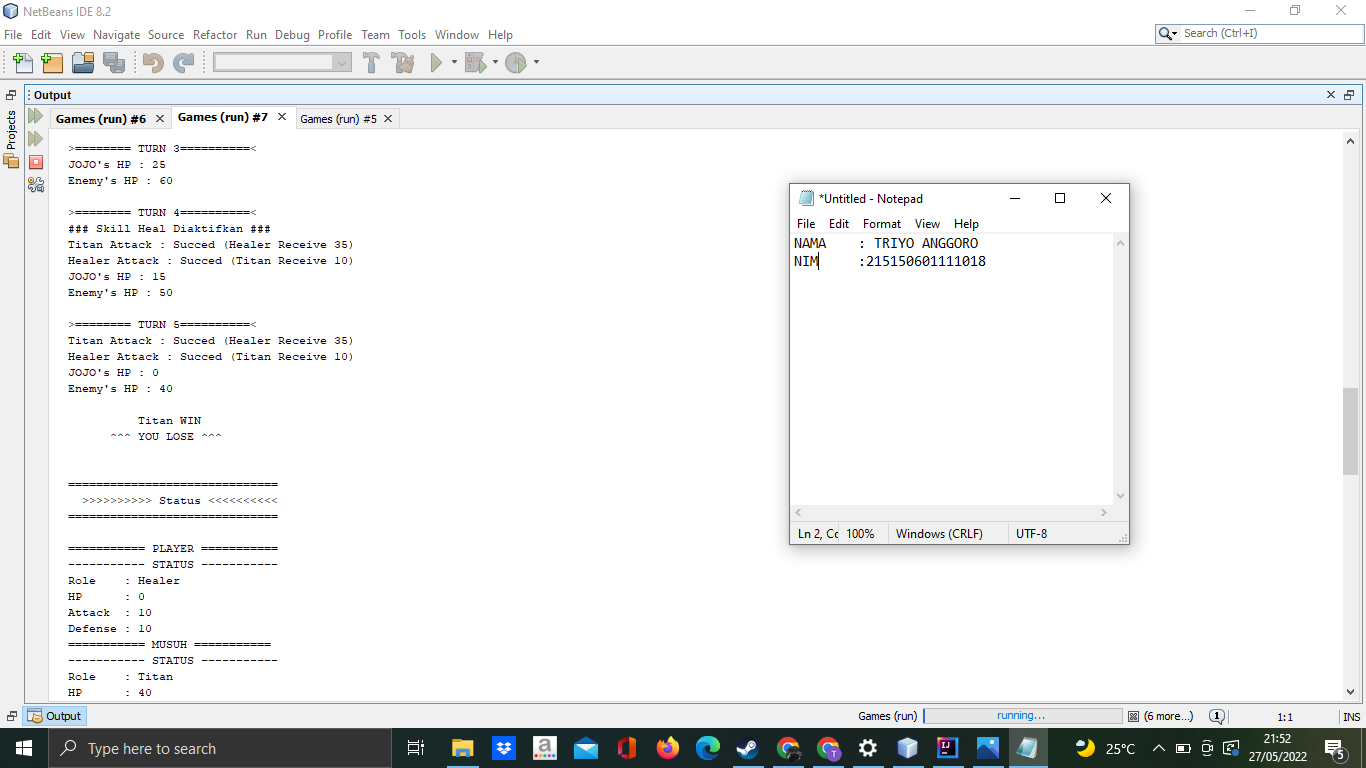 NetBeans IDE 8.2
File Edit View Navigate Source Refactor Run Debug Profile Team Tools Window Help
Search (Ctrl+I)
Output
Projects
Games (run) #6 Games (run) #7 Games (run) #5
>======== TURN 3==========<
JOJO's HP : 25
Enemy's HP : 60
>======== TURN 4==========<
### Skill Heal Diaktifkan ###
Titan Attack : Succed (Healer Receive 35)
Healer Attack : Succed (Titan Receive 10)
JOJO's HP : 15
Enemy's HP : 50
>======== TURN 5==========<
Titan Attack : Succed (Healer Receive 35)
Healer Attack : Succed (Titan Receive 10)
JOJO's HP : 0
Enemy's HP : 40
Titan WIN
^^^ YOU LOSE ^^^
==============================
>>>>>>>>>> Status <<<<<<<<<<
==============================
=========== PLAYER ===========
----------- STATUS -----------
Role : Healer
HP : 0
Attack : 10
Defense : 10
=========== MUSUH ===========
----------- STATUS -----------
Role : Titan
HP : 40
*Untitled - Notepad
File Edit Format View Help
NAMA : TRIYO ANGGORO
NIM :215150601111018
Ln 2, Cc 100% Windows (CRLF) UTF-8
Output
Games (run) running... (6 more...) 1 1:1 INS
Type here to search
25°C
21:52
27/05/2022
5